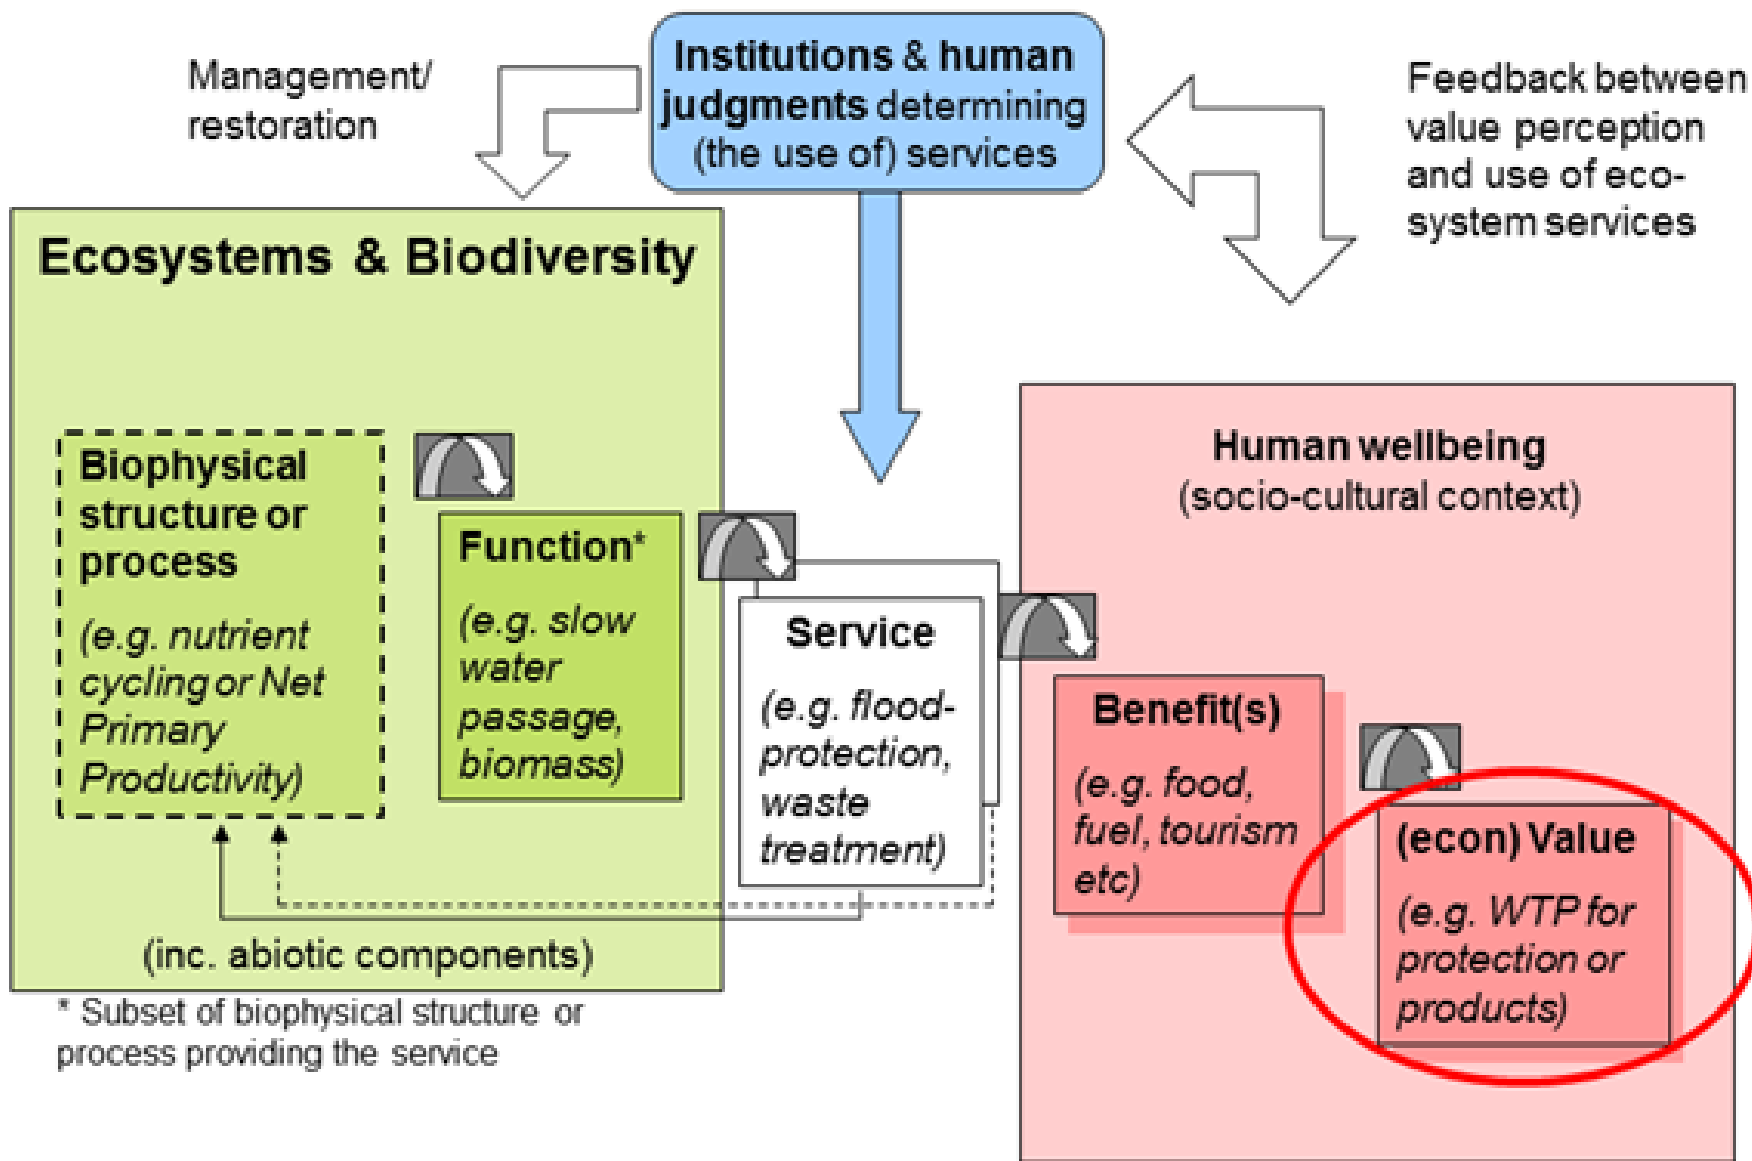 Management/
restoration
Institutions & human
judgments determining
(the use of) services
Feedback between
value perception
and use of eco-
system services
Ecosystems & Biodiversity
Biophysical
structure or
process
(e.g. nutrient
cycling or Net
Primary
Productivity)
Function*
(e.g. slow
water
passage,
biomass)
Service
(e.g. flood-
protection,
waste
treatment)
Human wellbeing
(socio-cultural context)
Benefit(s)
(e.g. food,
fuel, tourism
etc)
(econ) Value
(e.g. WTP for
protection or
products)
(inc. abiotic components)
* Subset of biophysical structure or
process providing the service